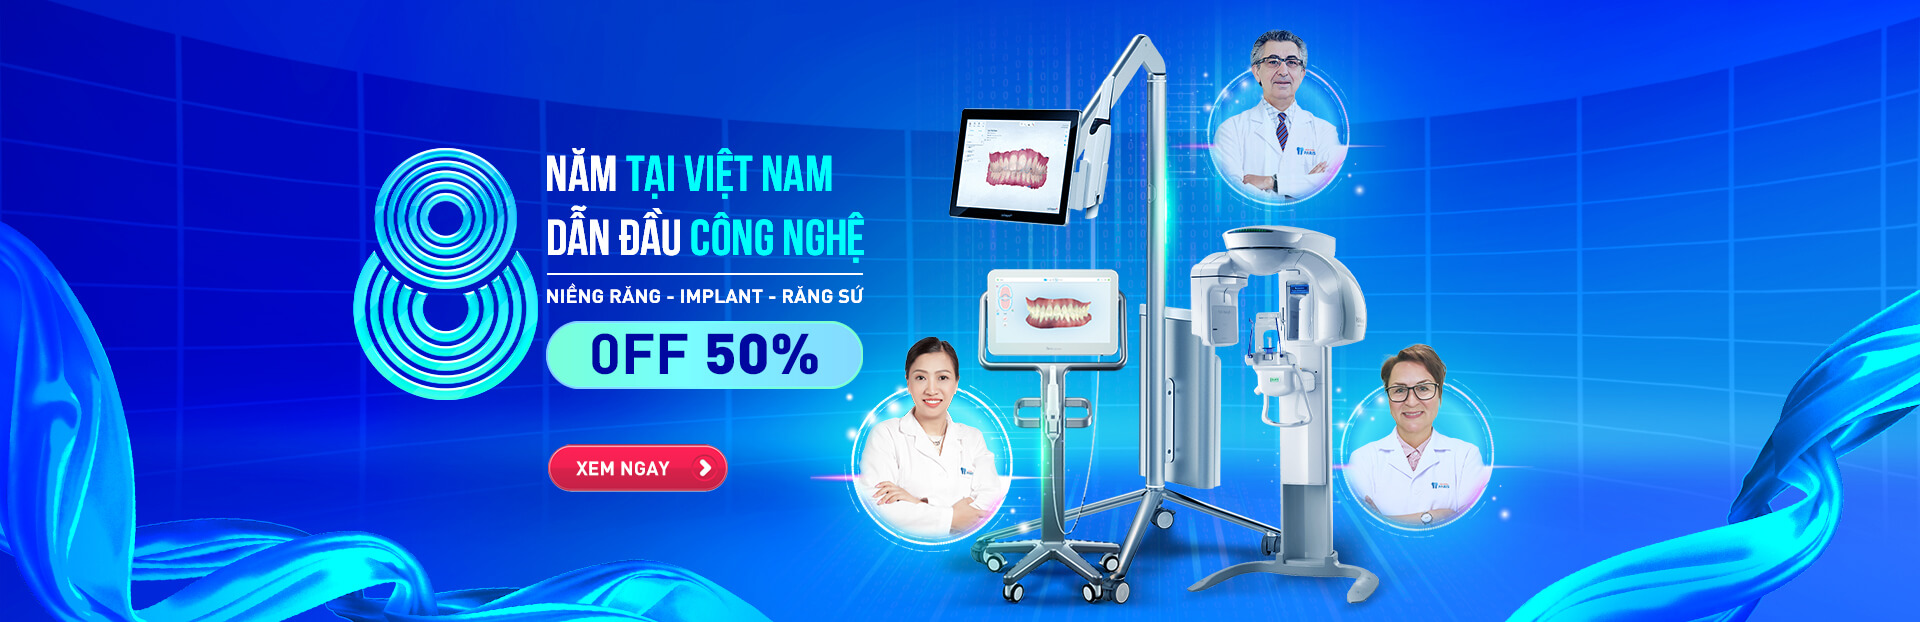 8
NĂM TẠI VIỆT NAM
DẪN ĐẦU CÔNG NGHỆ
NIỀNG RĂNG - IMPLANT - RĂNG SỨ
OFF 50%
XEM NGAY